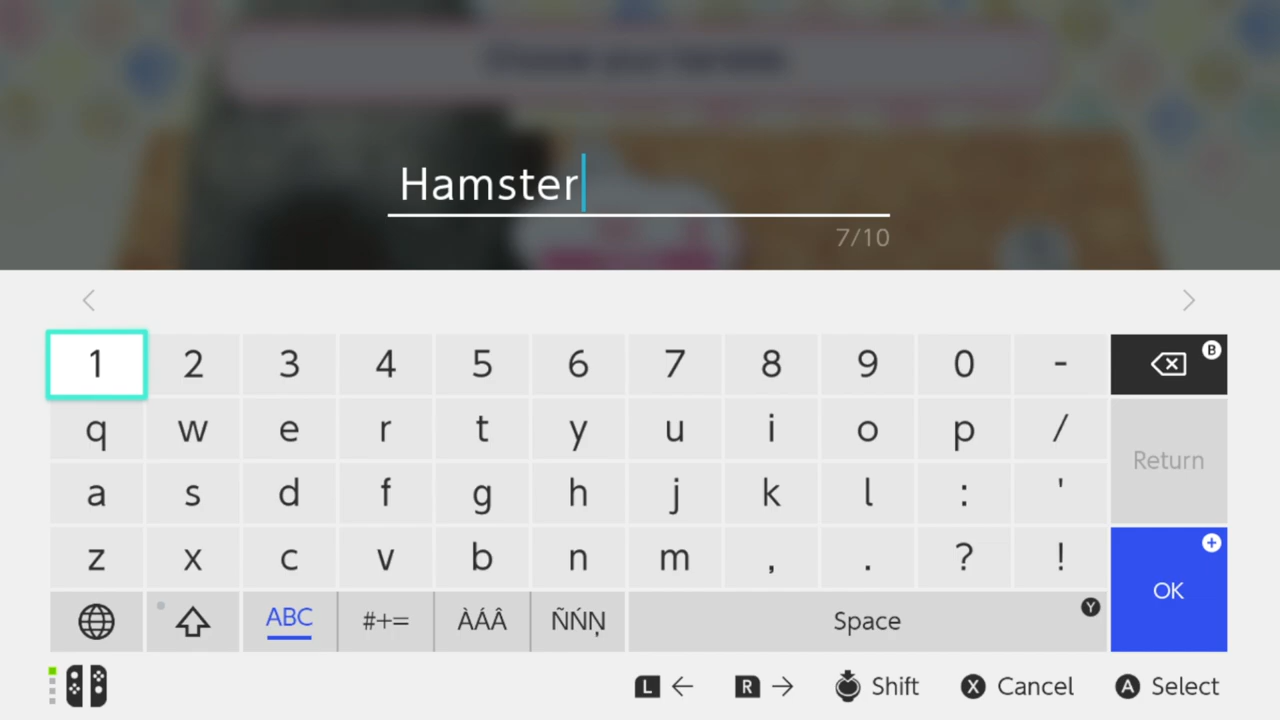 Hamster
7/10
1 2 3 4 5 6 7 8 9 0 - B
q w e r t y u i o p /
Return
a s d f g h j k l : '
z x c v b n m , . ? ! +
OK
ABC #+= ÀÁÂ ÑŃŅ Space Y
L ← R → Shift X Cancel A Select